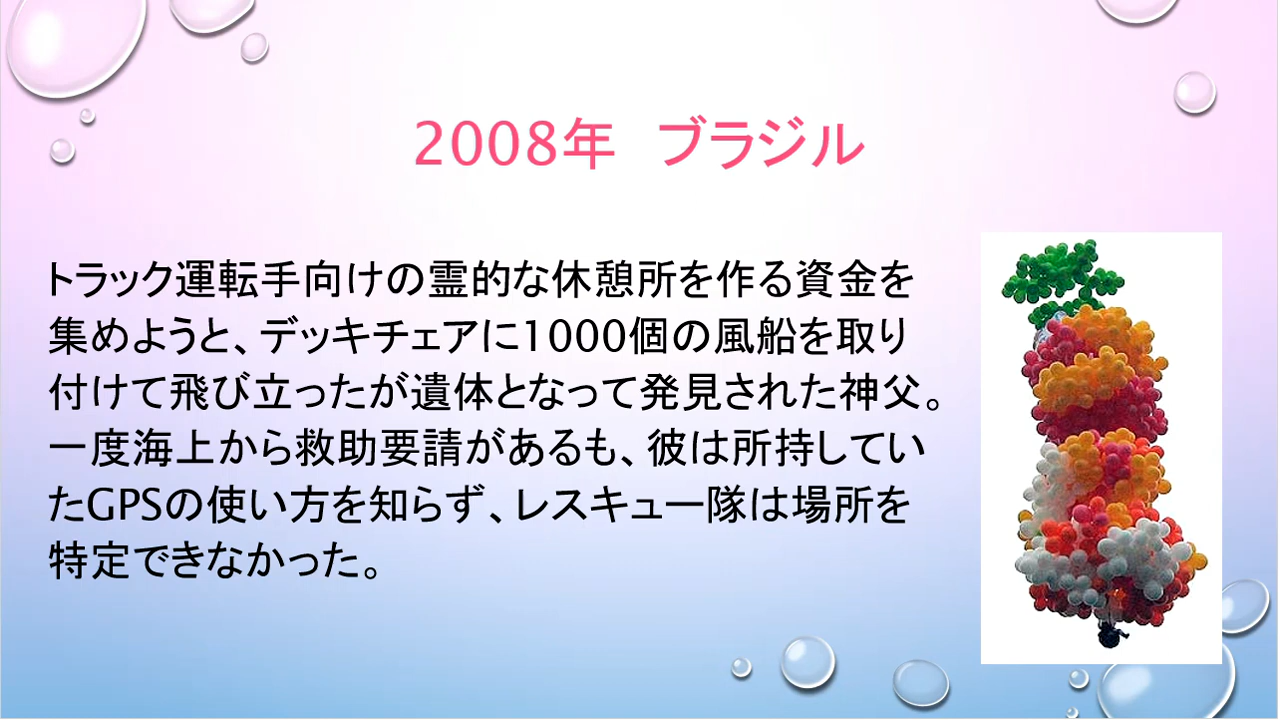 2008年　ブラジル
トラック運転手向けの霊的な休憩所を作る資金を
集めようと、デッキチェアに1000個の風船を取り
付けて飛び立ったが遺体となって発見された神父。
一度海上から救助要請があるも、彼は所持してい
たGPSの使い方を知らず、レスキュー隊は場所を
特定できなかった。